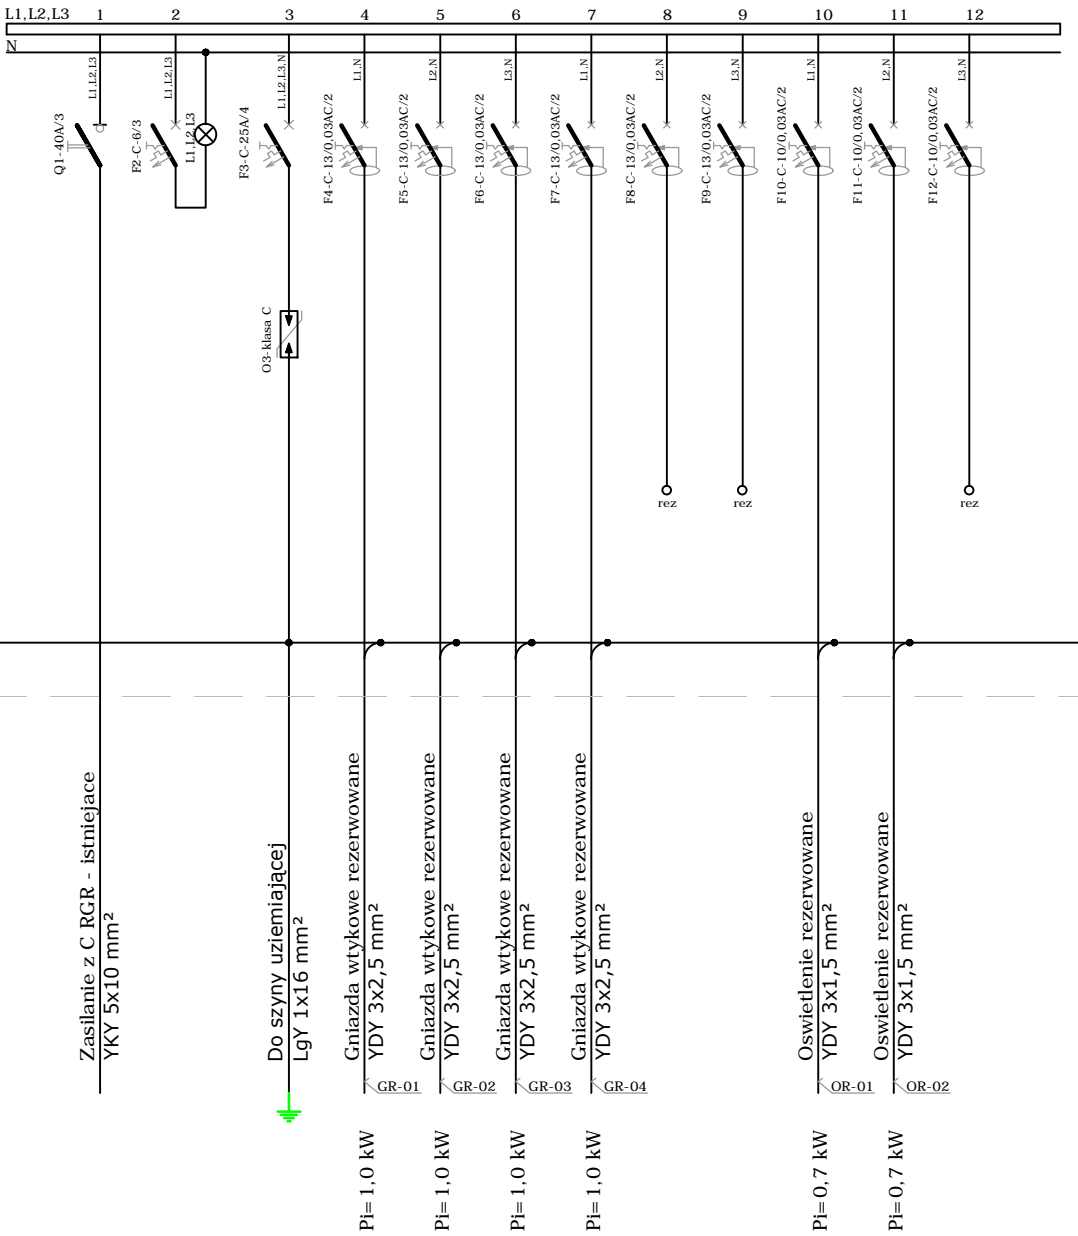 L1,L2,L3
1
2
3
4
5
6
7
8
9
10
11
12
N
L1,L2,L3
L1,L2,L3
L1,L2,L3,N
L1,N
L2,N
L3,N
L1,N
L2,N
L3,N
L1,N
L2,N
L3,N
Q1-40A/3
F2-C-6/3
L1,L2,L3
F3-C-25A/4
F4-C-13/0,03AC/2
F5-C-13/0,03AC/2
F6-C-13/0,03AC/2
F7-C-13/0,03AC/2
F8-C-13/0,03AC/2
F9-C-13/0,03AC/2
F10-C-10/0,03AC/2
F11-C-10/0,03AC/2
F12-C-10/0,03AC/2
O3-klasa C
rez
rez
rez
Zasilanie z C RGR - istniejace
YKY 5x10 mm²
Do szyny uziemiającej
LgY 1x16 mm²
Gniazda wtykowe rezerwowane
YDY 3x2,5 mm²
Gniazda wtykowe rezerwowane
YDY 3x2,5 mm²
Gniazda wtykowe rezerwowane
YDY 3x2,5 mm²
Gniazda wtykowe rezerwowane
YDY 3x2,5 mm²
Oswietlenie rezerwowane
YDY 3x1,5 mm²
Oswietlenie rezerwowane
YDY 3x1,5 mm²
GR-01
GR-02
GR-03
GR-04
OR-01
OR-02
Pi=1,0 kW
Pi=1,0 kW
Pi=1,0 kW
Pi=1,0 kW
Pi=0,7 kW
Pi=0,7 kW